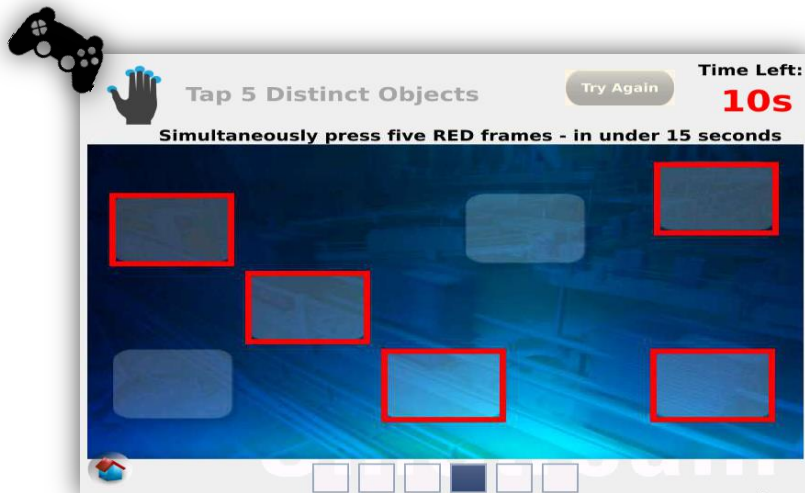 Time Left:
Tap 5 Distinct Objects
Try Again
10s
Simultaneously press five RED frames - in under 15 seconds